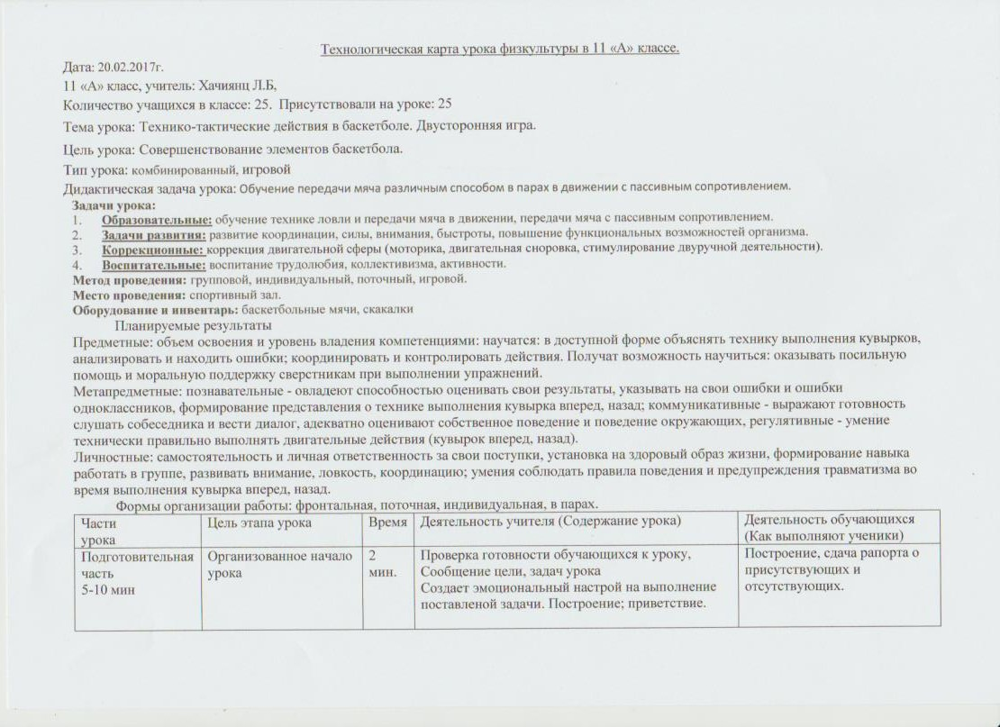 Технологическая карта урока физкультуры в 11 «А» классе.
Дата: 20.02.2017г.
11 «А» класс, учитель: Хачиянц Л.Б,
Количество учащихся в классе: 25. Присутствовали на уроке: 25
Тема урока: Технико-тактические действия в баскетболе. Двусторонняя игра.
Цель урока: Совершенствование элементов баскетбола.
Тип урока: комбинированный, игровой
Дидактическая задача урока: Обучение передачи мяча различным способом в парах в движении с пассивным сопротивлением.
Задачи урока:
1. Образовательные: обучение технике ловли и передачи мяча в движении, передачи мяча с пассивным сопротивлением.
2. Задачи развития: развитие координации, силы, внимания, быстроты, повышение функциональных возможностей организма.
3. Коррекционные: коррекция двигательной сферы (моторика, двигательная сноровка, стимулирование двуручной деятельности).
4. Воспитательные: воспитание трудолюбия, коллективизма, активности.
Метод проведения: групповой, индивидуальный, поточный, игровой.
Место проведения: спортивный зал.
Оборудование и инвентарь: баскетбольные мячи, скакалки
Планируемые результаты
Предметные: объем освоения и уровень владения компетенциями: научатся: в доступной форме объяснять технику выполнения кувырков,
анализировать и находить ошибки; координировать и контролировать действия. Получат возможность научиться: оказывать посильную
помощь и моральную поддержку сверстникам при выполнении упражнений.
Метапредметные: познавательные - овладеют способностью оценивать свои результаты, указывать на свои ошибки и ошибки
одноклассников, формирование представления о технике выполнения кувырка вперед, назад; коммуникативные - выражают готовность
слушать собеседника и вести диалог, адекватно оценивают собственное поведение и поведение окружающих, регулятивные - умение
технически правильно выполнять двигательные действия (кувырок вперед, назад).
Личностные: самостоятельность и личная ответственность за свои поступки, установка на здоровый образ жизни, формирование навыка
работать в группе, развивать внимание, ловкость, координацию; умения соблюдать правила поведения и предупреждения травматизма во
время выполнения кувырка вперед, назад.
Формы организации работы: фронтальная, поточная, индивидуальная, в парах.
Части
урока
Цель этапа урока
Время
Деятельность учителя (Содержание урока)
Деятельность обучающихся
(Как выполняют ученики)
Подготовительная
часть
5-10 мин
Организованное начало
урока
2
мин.
Проверка готовности обучающихся к уроку,
Сообщение цели, задач урока
Создает эмоциональный настрой на выполнение
поставленой задачи. Построение; приветствие.
Построение, сдача рапорта о
присутствующих и
отсутствующих.